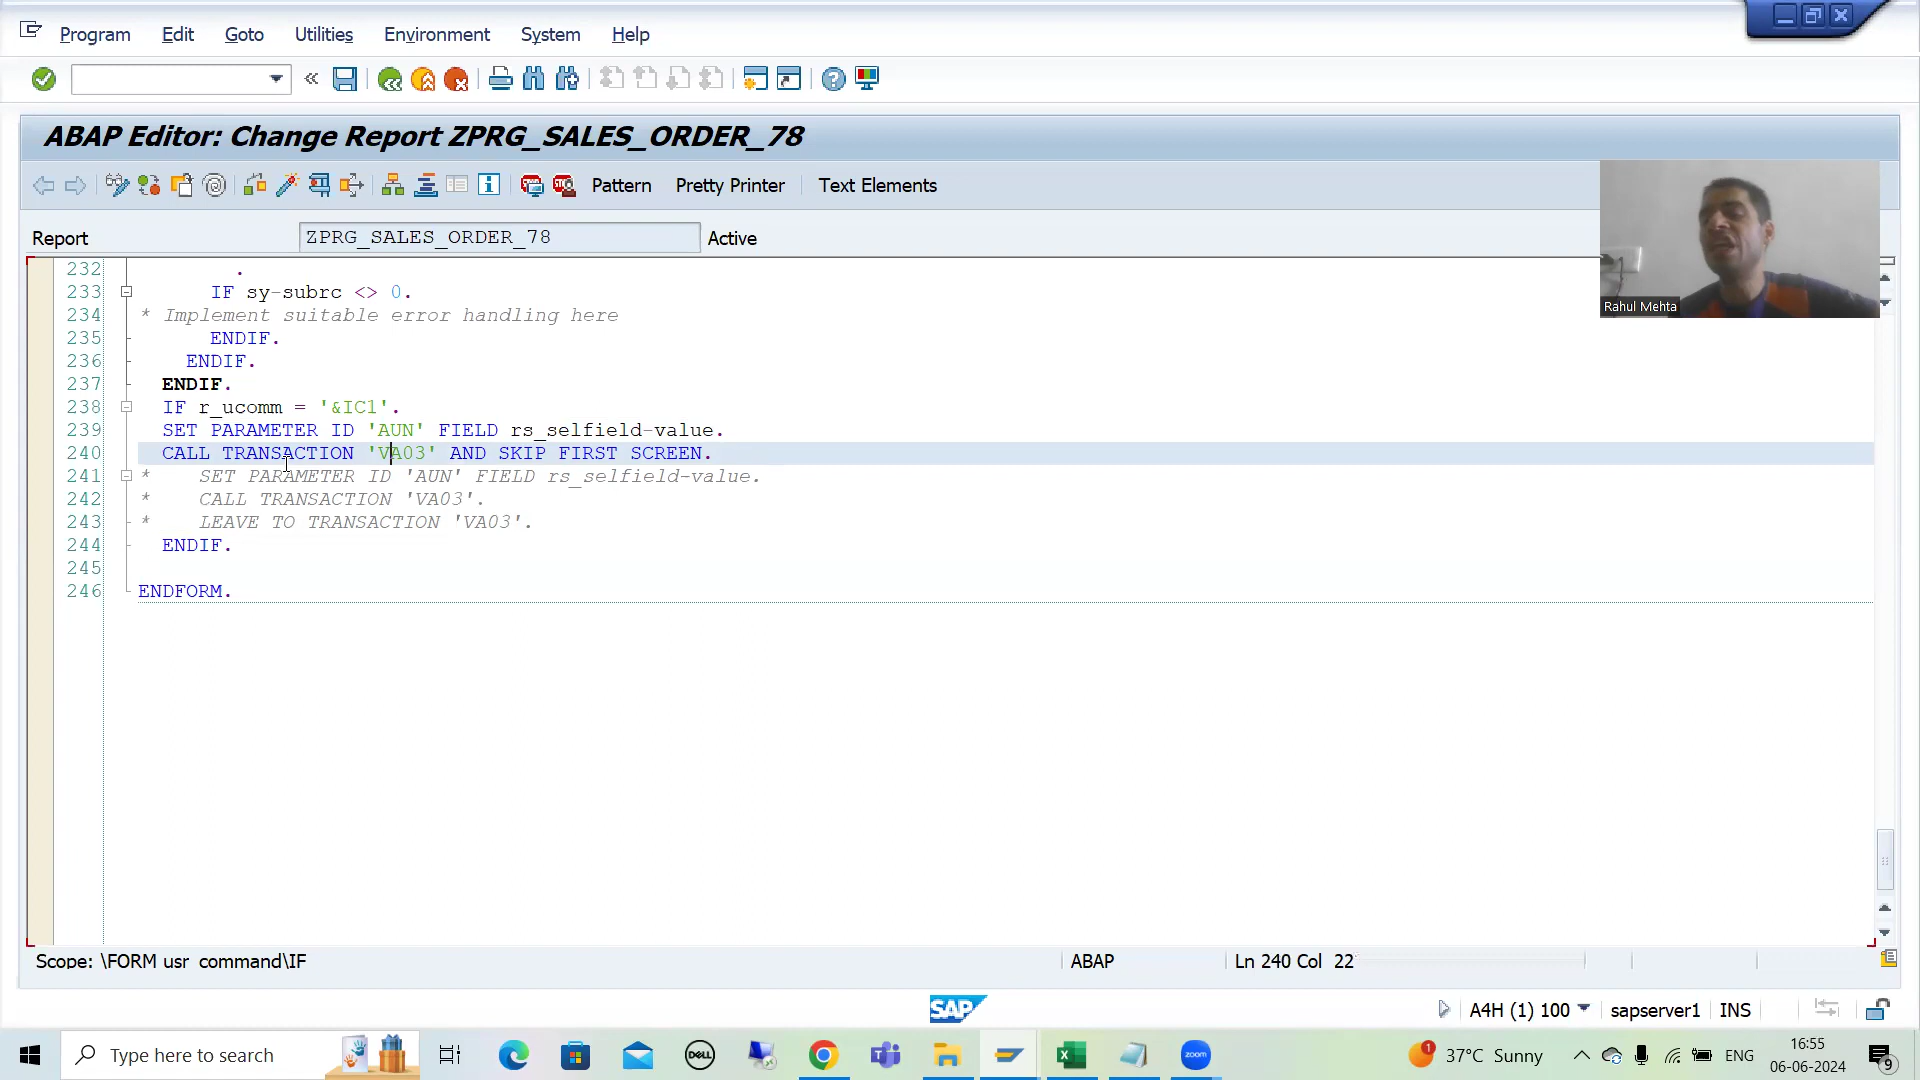 Program Edit Goto Utilities Environment System Help
ABAP Editor: Change Report ZPRG_SALES_ORDER_78
Pattern Pretty Printer Text Elements
Report ZPRG_SALES_ORDER_78 Active
Rahul Mehta
232 .
233 IF sy-subrc <> 0.
234 * Implement suitable error handling here
235 ENDIF.
236 ENDIF.
237 ENDIF.
238 IF r_ucomm = '&IC1'.
239 SET PARAMETER ID 'AUN' FIELD rs_selfield-value.
240 CALL TRANSACTION 'VA03' AND SKIP FIRST SCREEN.
241 * SET PARAMETER ID 'AUN' FIELD rs_selfield-value.
242 * CALL TRANSACTION 'VA03'.
243 * LEAVE TO TRANSACTION 'VA03'.
244 ENDIF.
245
246 ENDFORM.
Scope: \FORM usr_command\IF ABAP Ln 240 Col 22
SAP A4H (1) 100 sapserver1 INS
Type here to search DELL zoom 1 37°C Sunny ENG 16:55
06-06-2024 9